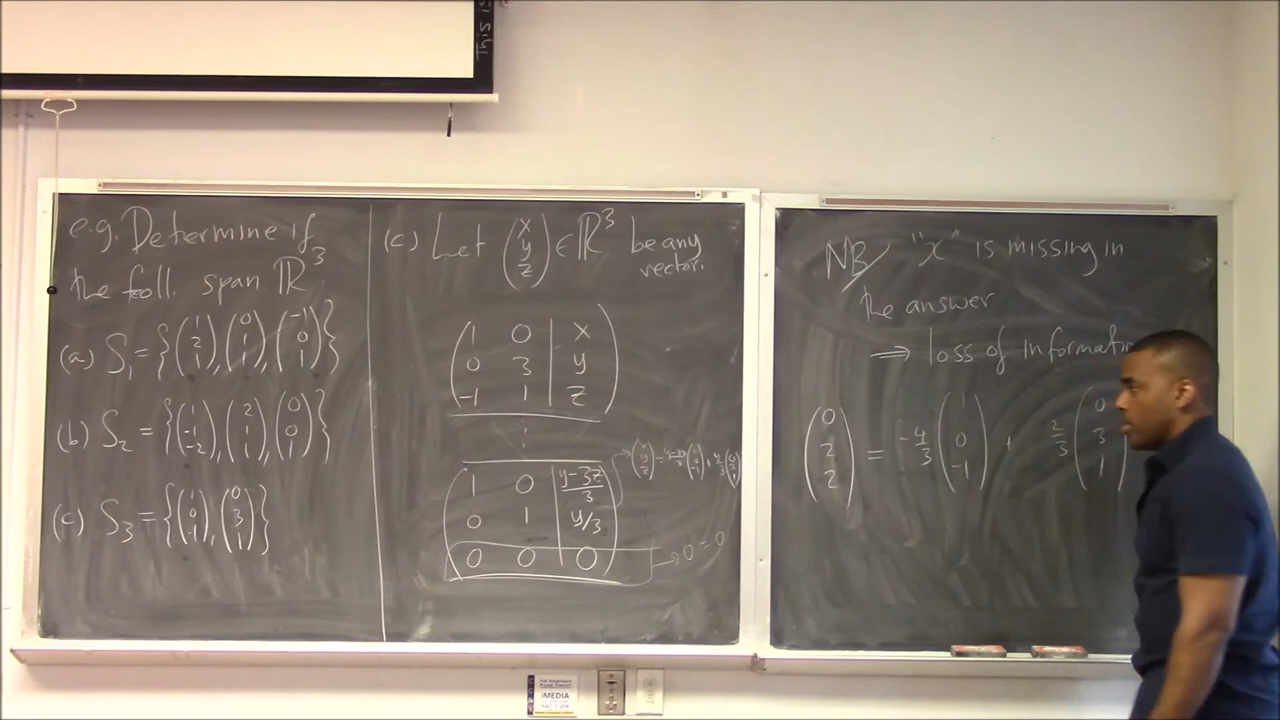 This is
e.g. Determine if
the foll. span ℝ³
(a) S₁ = {(1 2 1), (0 1 1), (-1 0 1)}
(b) S₂ = {(1 -1 -2), (2 1 1), (0 0 1)}
(c) S₃ = {(1 0 -1), (0 3 1)}
(c) Let (x y z) ∈ ℝ³ be any
vector.
1 0 | x
0 3 | y
-1 1 | z
⋮
1 0 | y-3z/3
0 1 | y/3
0 0 | 0 → 0=0
NB/ "x" is missing in
the answer
⇒ loss of informatio
(0 2 2) = -4/3 (1 0 -1) + 2/3 (0 3 1)
iMEDIA